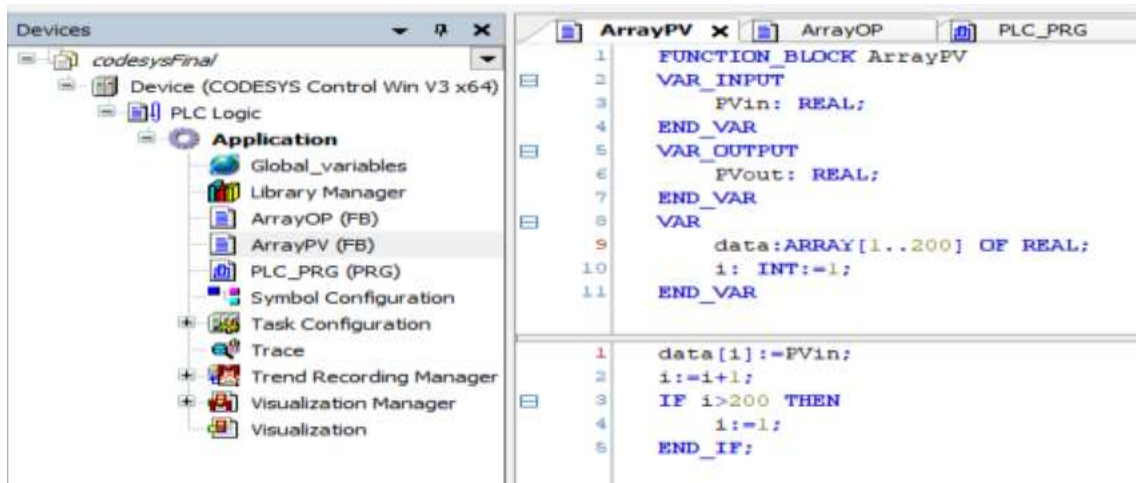 Devices
codesysFinal
Device (CODESYS Control Win V3 x64)
PLC Logic
Application
Global_variables
Library Manager
ArrayOP (FB)
ArrayPV (FB)
PLC_PRG (PRG)
Symbol Configuration
Task Configuration
Trace
Trend Recording Manager
Visualization Manager
Visualization
ArrayPV ArrayOP PLC_PRG
1 FUNCTION_BLOCK ArrayPV
2 VAR_INPUT
3 PVin: REAL;
4 END_VAR
5 VAR_OUTPUT
6 PVout: REAL;
7 END_VAR
8 VAR
9 data:ARRAY[1..200] OF REAL;
10 i: INT:=1;
11 END_VAR
1 data[i]:=PVin;
2 i:=i+1;
3 IF i>200 THEN
4 i:=1;
5 END_IF;